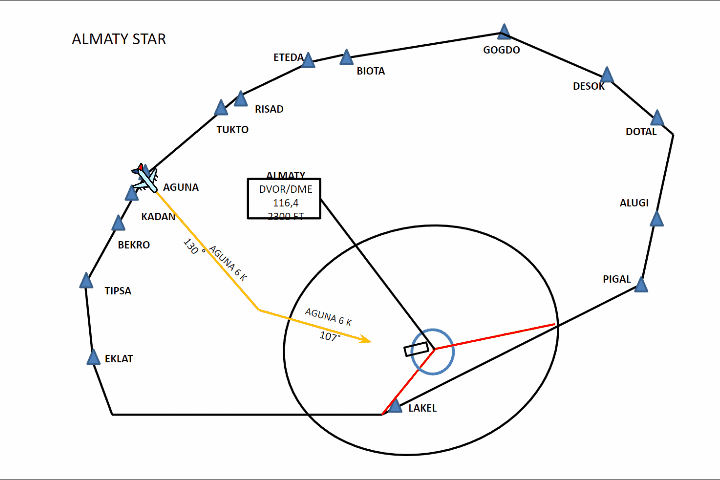 ALMATY STAR
GOGDO
ETEDA
BIOTA
DESOK
RISAD
TUKTO
DOTAL
ALMATY
DVOR/DME
116,4
2300 FT
AGUNA
KADAN
BEKRO
ALUGI
130 °
AGUNA 6 K
TIPSA
PIGAL
AGUNA 6 K
107°
EKLAT
LAKEL